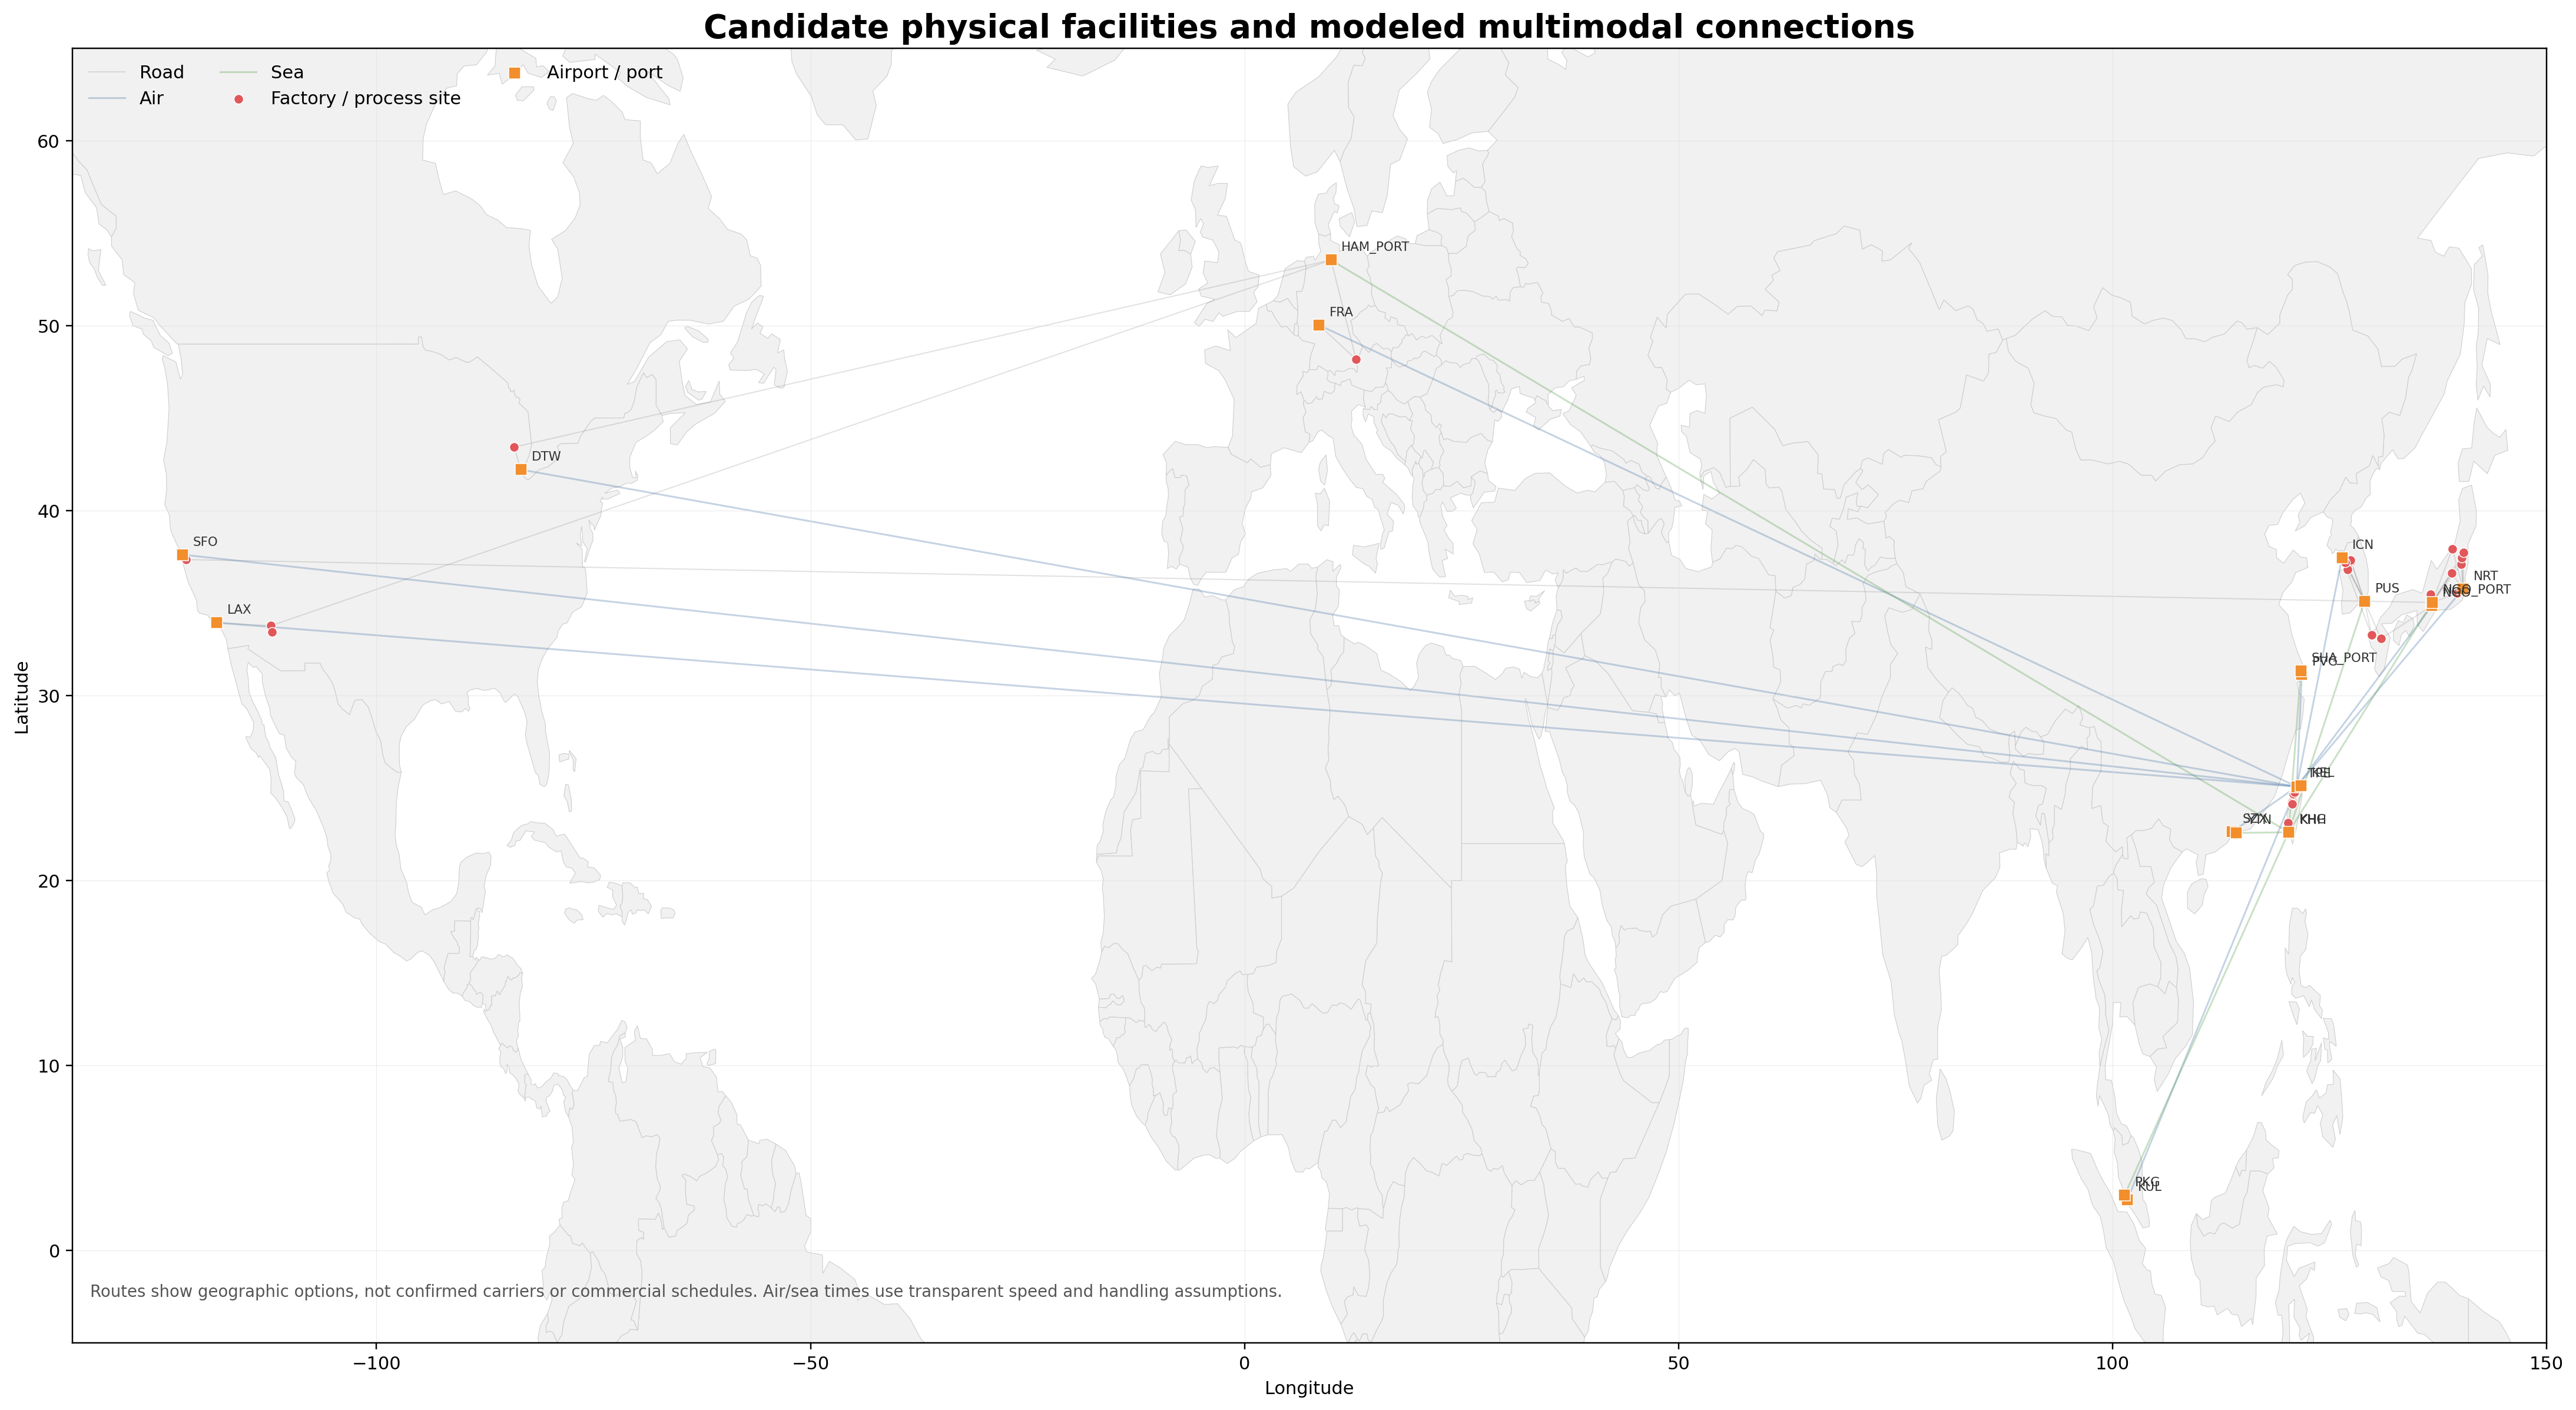 Candidate physical facilities and modeled multimodal connections
Road
Air
Sea
Factory / process site
Airport / port
60
50
40
30
20
10
0
Latitude
HAM_PORT
FRA
DTW
SFO
LAX
ICN
NRT
PUS
NGO_PORT
SHA_PORT
PVG
TPE
KEL
SZX
YTN
KHH
PKG
KUL
Routes show geographic options, not confirmed carriers or commercial schedules. Air/sea times use transparent speed and handling assumptions.
−100
−50
0
50
100
150
Longitude